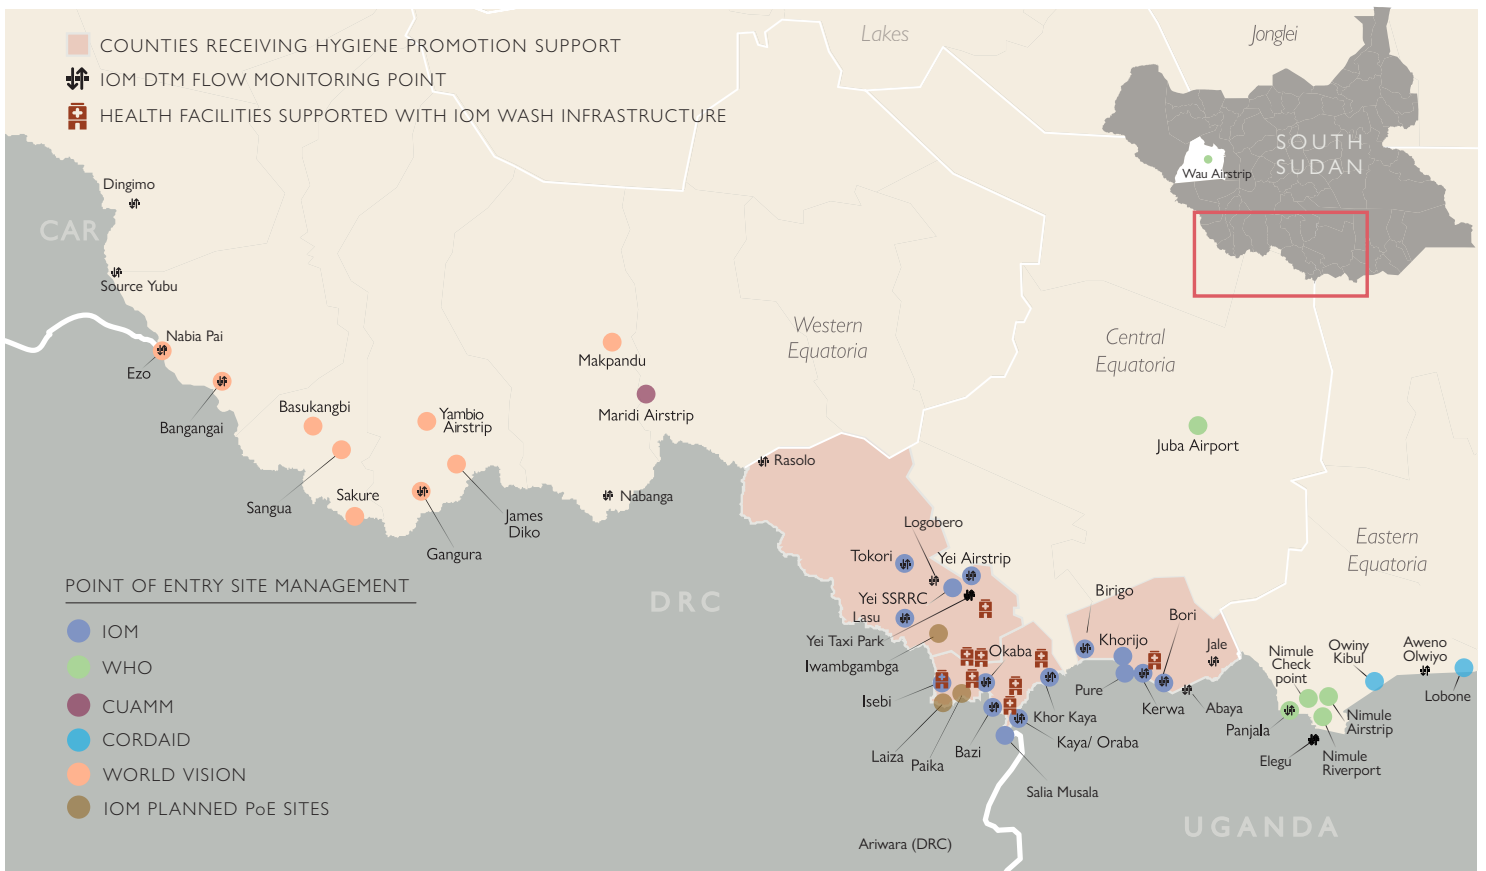 COUNTIES RECEIVING HYGIENE PROMOTION SUPPORT
IOM DTM FLOW MONITORING POINT
HEALTH FACILITIES SUPPORTED WITH IOM WASH INFRASTRUCTURE
Lakes
Jonglei
SOUTH
SUDAN
Wau Airstrip
Dingimo
CAR
Source Yubu
Nabia Pai
Ezo
Bangangai
Basukangbi
Sangua
Sakure
Yambio
Airstrip
Gangura
James
Diko
Makpandu
Maridi Airstrip
Nabanga
Western
Equatoria
Central
Equatoria
Juba Airport
Eastern
Equatoria
Rasolo
Logobero
Tokori
Yei Airstrip
Yei SSRRC
Lasu
Yei Taxi Park
Iwambgambga
Okaba
Isebi
Laiza
Paika
Bazi
Khor Kaya
Kaya/ Oraba
Salia Musala
Birigo
Khorijo
Bori
Jale
Pure
Kerwa
Abaya
Nimule
Check
point
Owiny
Kibul
Aweno
Olwiyo
Lobone
Panjala
Nimule
Airstrip
Elegu
Nimule
Riverport
DRC
UGANDA
Ariwara (DRC)
POINT OF ENTRY SITE MANAGEMENT
IOM
WHO
CUAMM
CORDAID
WORLD VISION
IOM PLANNED PoE SITES